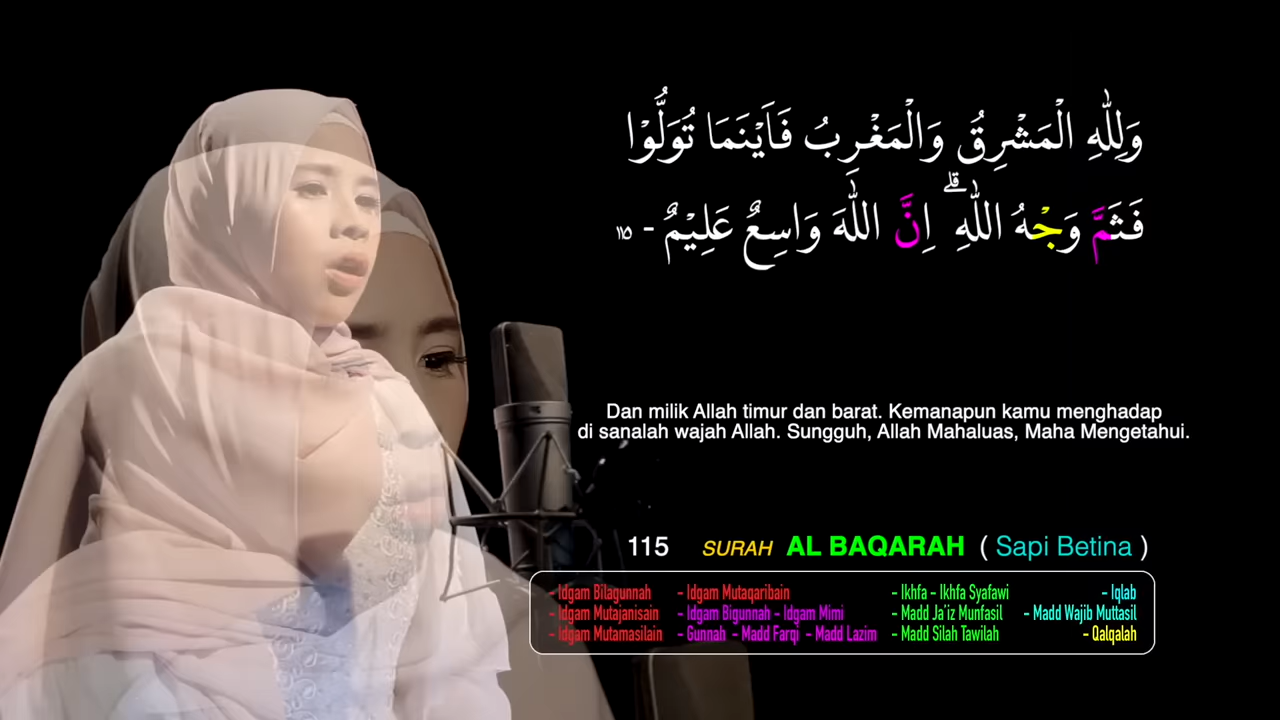 وَلِلّٰهِ الْمَشْرِقُ وَالْمَغْرِبُ فَاَيْنَمَا تُوَلُّوْا
فَثَمَّ وَجْهُ اللّٰهِ ۗ اِنَّ اللّٰهَ وَاسِعٌ عَلِيْمٌ - ١١٥
Dan milik Allah timur dan barat. Kemanapun kamu menghadap
di sanalah wajah Allah. Sungguh, Allah Mahaluas, Maha Mengetahui.
115 SURAH AL BAQARAH ( Sapi Betina )
- Idgam Bilagunnah - Idgam Mutaqaribain - Ikhfa - Ikhfa Syafawi - Iqlab
- Idgam Mutajanisain - Idgam Bigunnah - Idgam Mimi - Madd Ja'iz Munfasil - Madd Wajib Muttasil
- Idgam Mutamasilain - Gunnah - Madd Farqi - Madd Lazim - Madd Silah Tawilah - Qalqalah